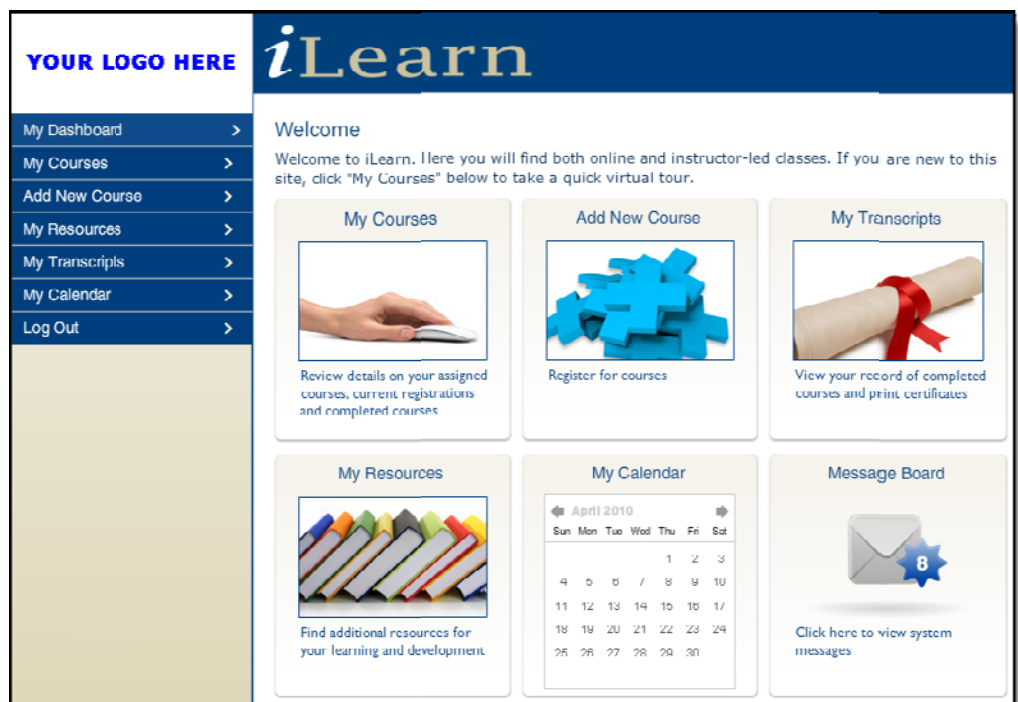 YOUR LOGO HERE
iLearn
My Dashboard
My Courses
Add New Course
My Resources
My Transcripts
My Calendar
Log Out
Welcome
Welcome to iLearn. Here you will find both online and instructor-led classes. If you are new to this
site, click "My Courses" below to take a quick virtual tour.
My Courses
Review details on your assigned
courses, current registrations
and completed courses
Add New Course
Register for courses
My Transcripts
View your record of completed
courses and print certificates
My Resources
Find additional resources for
your learning and development
My Calendar
April 2010
Sun Mon Tue Wed Thu Fri Sat
1 2 3
4 5 6 7 8 9 10
11 12 13 14 15 16 17
18 19 20 21 22 23 24
25 26 27 28 29 30
Message Board
8
Click here to view system
messages